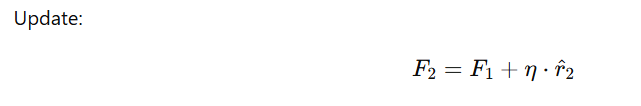 Update:
F₂ = F₁ + η · r̂₂